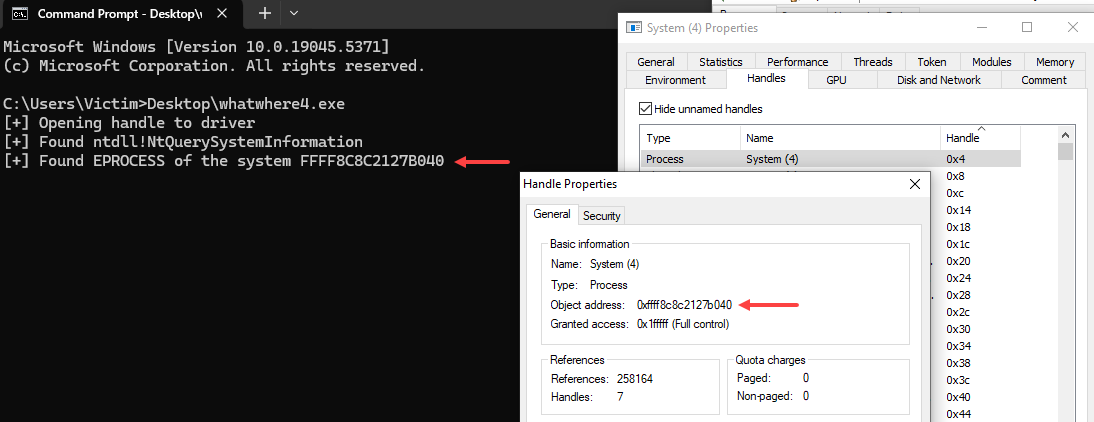 Command Prompt - Desktop\
Microsoft Windows [Version 10.0.19045.5371]
(c) Microsoft Corporation. All rights reserved.
C:\Users\Victim>Desktop\whatwhere4.exe
[+] Opening handle to driver
[+] Found ntdll!NtQuerySystemInformation
[+] Found EPROCESS of the system FFFF8C8C2127B040
System (4) Properties
General Statistics Performance Threads Token Modules Memory
Environment Handles GPU Disk and Network Comment
Hide unnamed handles
Type Name Handle
Process System (4) 0x4
0x8
0xc
0x14
0x18
0x1c
0x20
0x24
0x28
0x2c
0x30
0x34
0x38
0x3c
0x40
0x44
Handle Properties
General Security
Basic information
Name: System (4)
Type: Process
Object address: 0xffff8c8c2127b040
Granted access: 0x1fffff (Full control)
References
References: 258164
Handles: 7
Quota charges
Paged: 0
Non-paged: 0